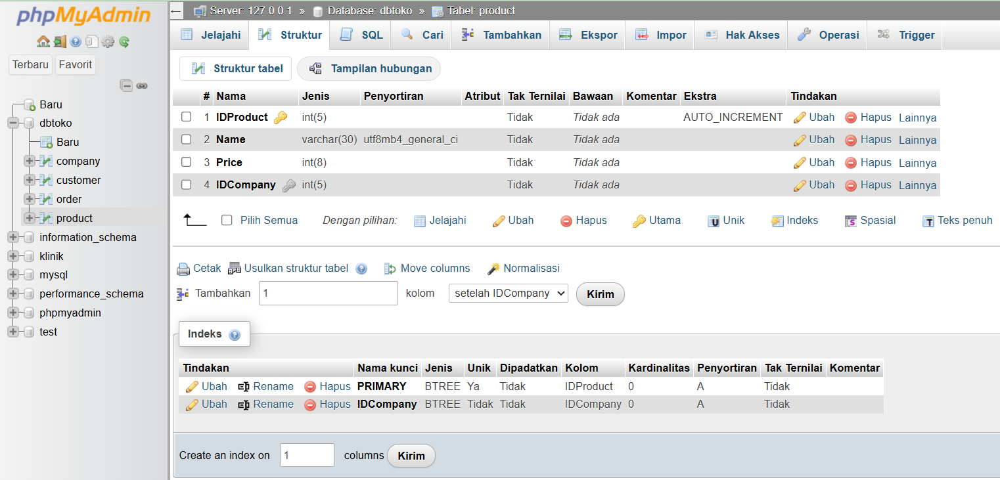 phpMyAdmin
Terbaru Favorit
Baru
dbtoko
Baru
company
customer
order
product
information_schema
klinik
mysql
performance_schema
phpmyadmin
test
← Server: 127.0.0.1 » Database: dbtoko » Tabel: product
Jelajahi Struktur SQL Cari Tambahkan Ekspor Impor Hak Akses Operasi Trigger
Struktur tabel Tampilan hubungan
# Nama Jenis Penyortiran Atribut Tak Ternilai Bawaan Komentar Ekstra Tindakan
1 IDProduct int(5) Tidak Tidak ada AUTO_INCREMENT Ubah Hapus Lainnya
2 Name varchar(30) utf8mb4_general_ci Tidak Tidak ada Ubah Hapus Lainnya
3 Price int(8) Tidak Tidak ada Ubah Hapus Lainnya
4 IDCompany int(5) Tidak Tidak ada Ubah Hapus Lainnya
Pilih Semua Dengan pilihan: Jelajahi Ubah Hapus Utama Unik Indeks Spasial Teks penuh
Cetak Usulkan struktur tabel Move columns Normalisasi
Tambahkan 1 kolom setelah IDCompany Kirim
Indeks
Tindakan Nama kunci Jenis Unik Dipadatkan Kolom Kardinalitas Penyortiran Tak Ternilai Komentar
Ubah Rename Hapus PRIMARY BTREE Ya Tidak IDProduct 0 A Tidak
Ubah Rename Hapus IDCompany BTREE Tidak Tidak IDCompany 0 A Tidak
Create an index on 1 columns Kirim